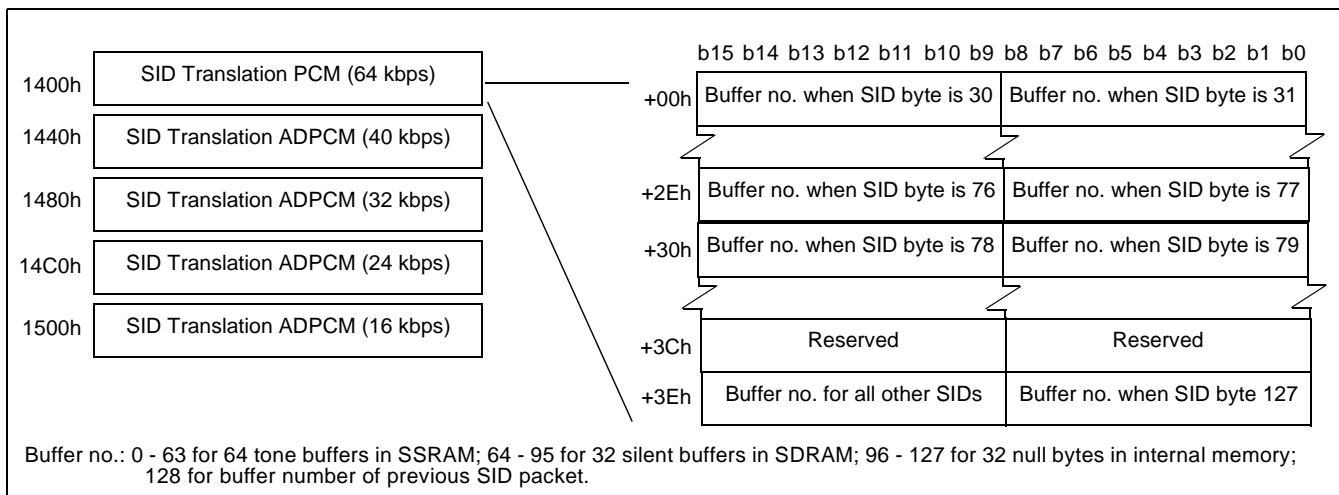 1400h SID Translation PCM (64 kbps)
1440h SID Translation ADPCM (40 kbps)
1480h SID Translation ADPCM (32 kbps)
14C0h SID Translation ADPCM (24 kbps)
1500h SID Translation ADPCM (16 kbps)
b15 b14 b13 b12 b11 b10 b9 b8 b7 b6 b5 b4 b3 b2 b1 b0
+00h Buffer no. when SID byte is 30 Buffer no. when SID byte is 31
+2Eh Buffer no. when SID byte is 76 Buffer no. when SID byte is 77
+30h Buffer no. when SID byte is 78 Buffer no. when SID byte is 79
+3Ch Reserved Reserved
+3Eh Buffer no. for all other SIDs Buffer no. when SID byte 127
Buffer no.: 0 - 63 for 64 tone buffers in SSRAM; 64 - 95 for 32 silent buffers in SDRAM; 96 - 127 for 32 null bytes in internal memory;
128 for buffer number of previous SID packet.